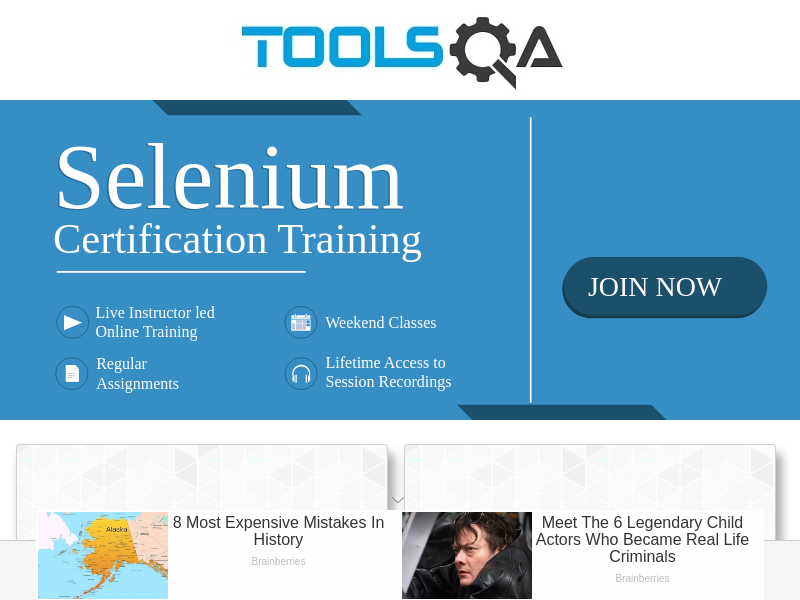 TOOLSQA
Selenium
Certification Training
Live Instructor led
Online Training
Weekend Classes
Regular
Assignments
Lifetime Access to
Session Recordings
JOIN NOW
Alaska
8 Most Expensive Mistakes In
History
Brainberries
Meet The 6 Legendary Child
Actors Who Became Real Life
Criminals
Brainberries